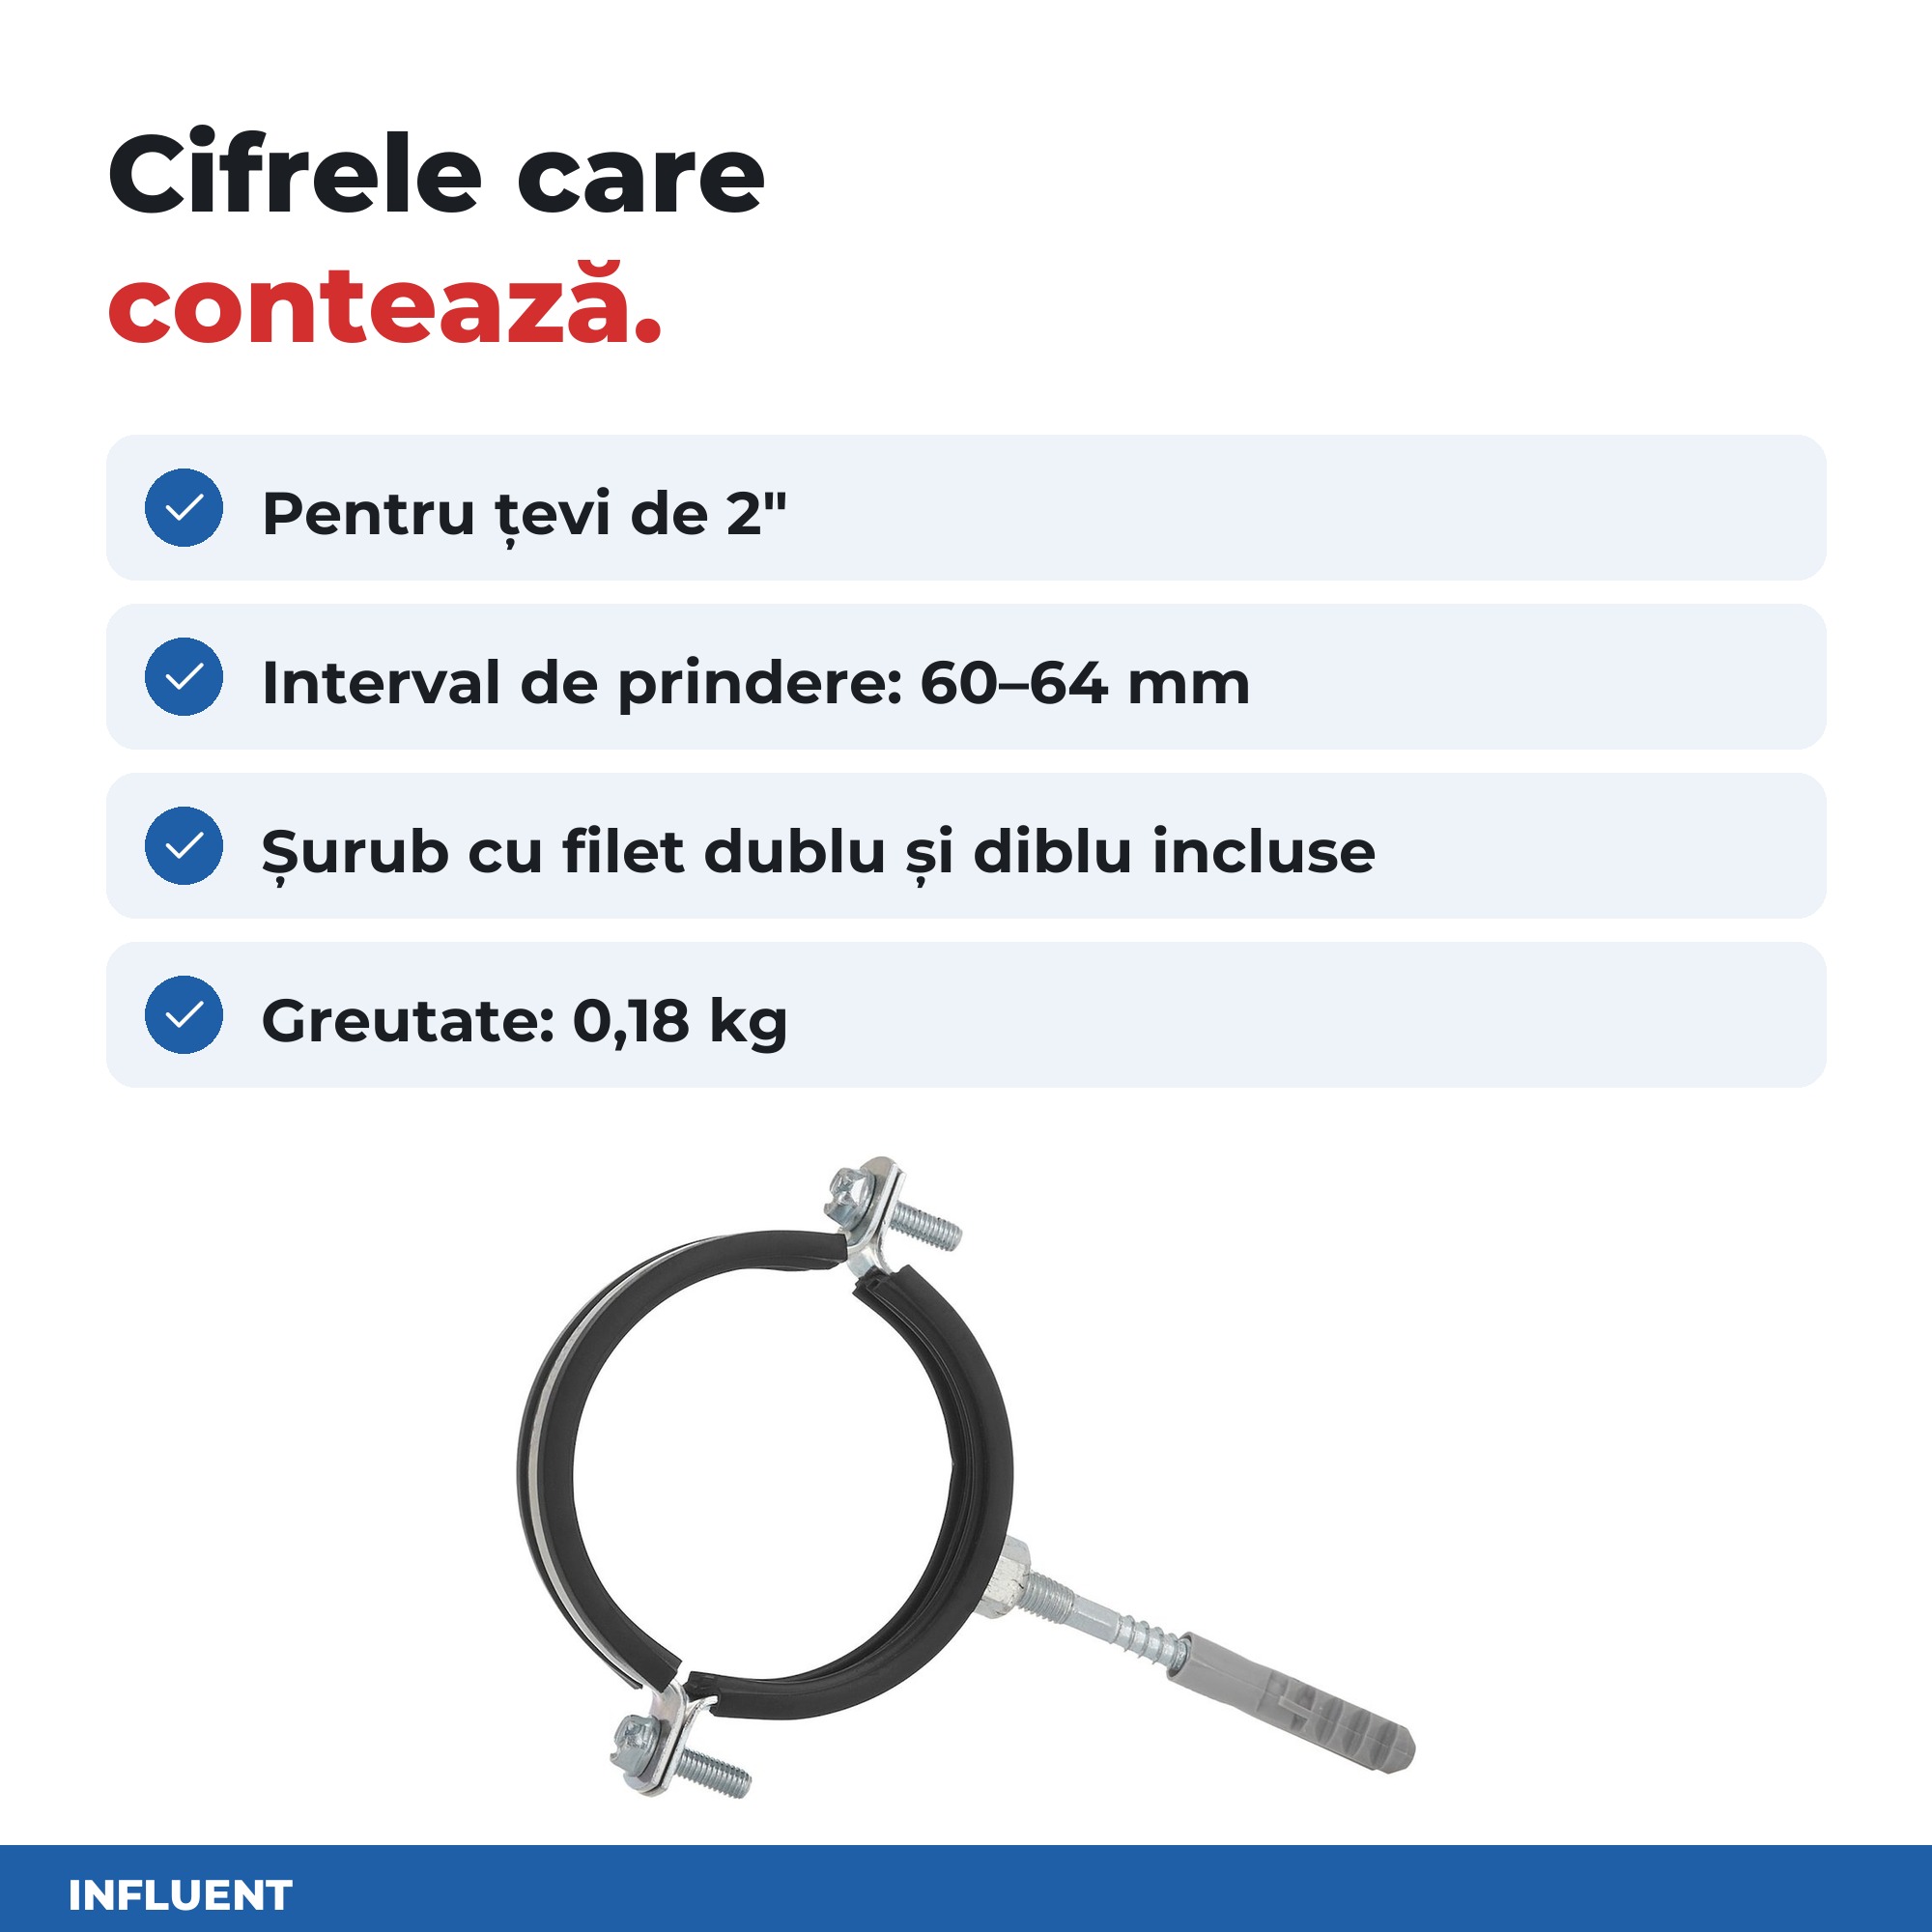 Cifrele care
contează.
Pentru țevi de 2"
Interval de prindere: 60–64 mm
Șurub cu filet dublu și diblu incluse
Greutate: 0,18 kg
INFLUENT